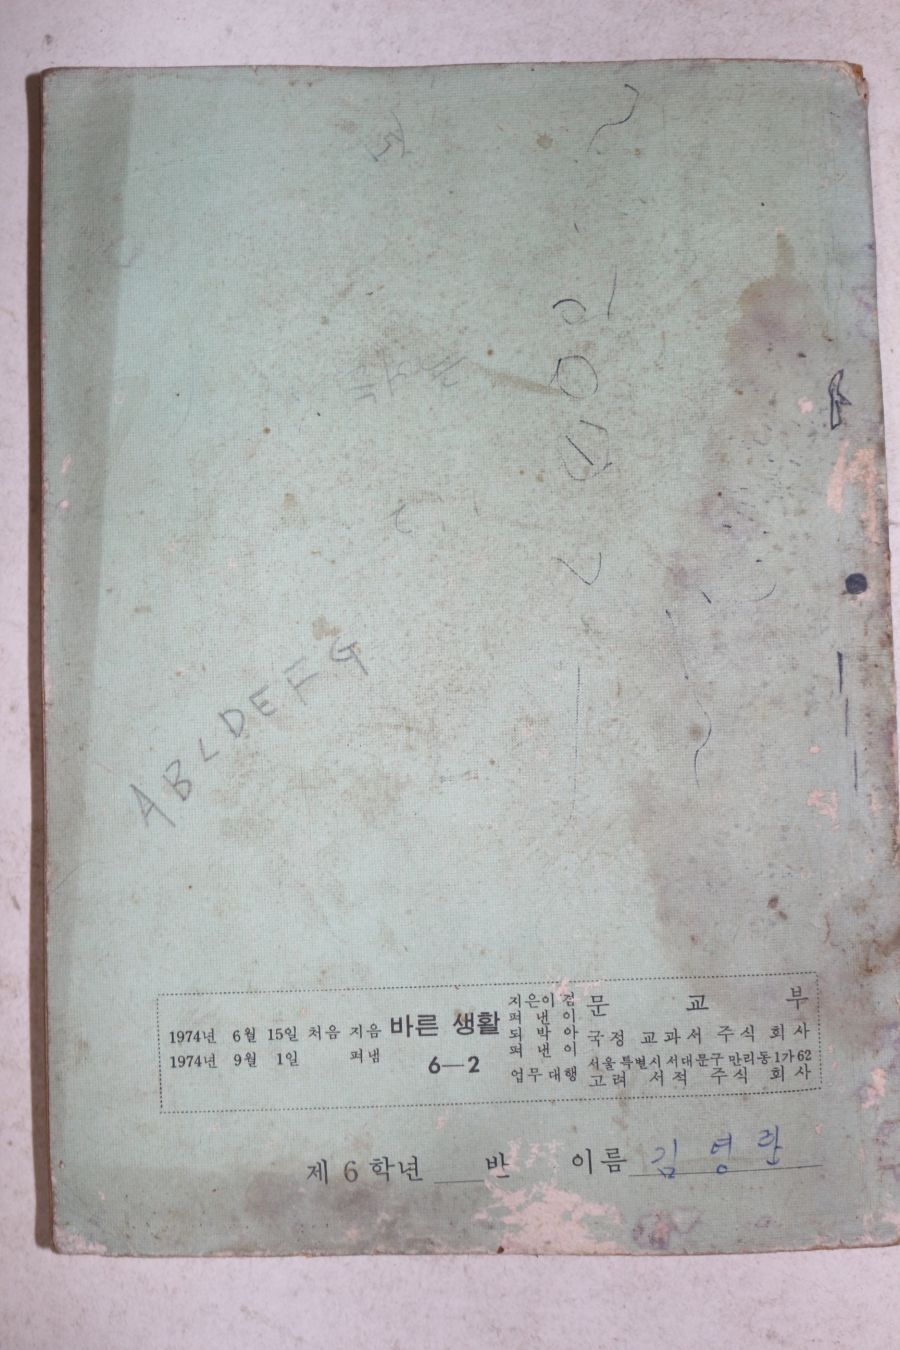 ABCDEFG
1974년 6월 15일 처음 지음
1974년 9월 1일 펴냄
바른 생활
6—2
지은이 겸 펴낸이 문교부
되박아 펴낸이 국정 교과서 주식 회사
서울특별시 서대문구 만리동 1가 62
업무 대행 고려 서적 주식 회사
제 6 학년 반 이름 김영란